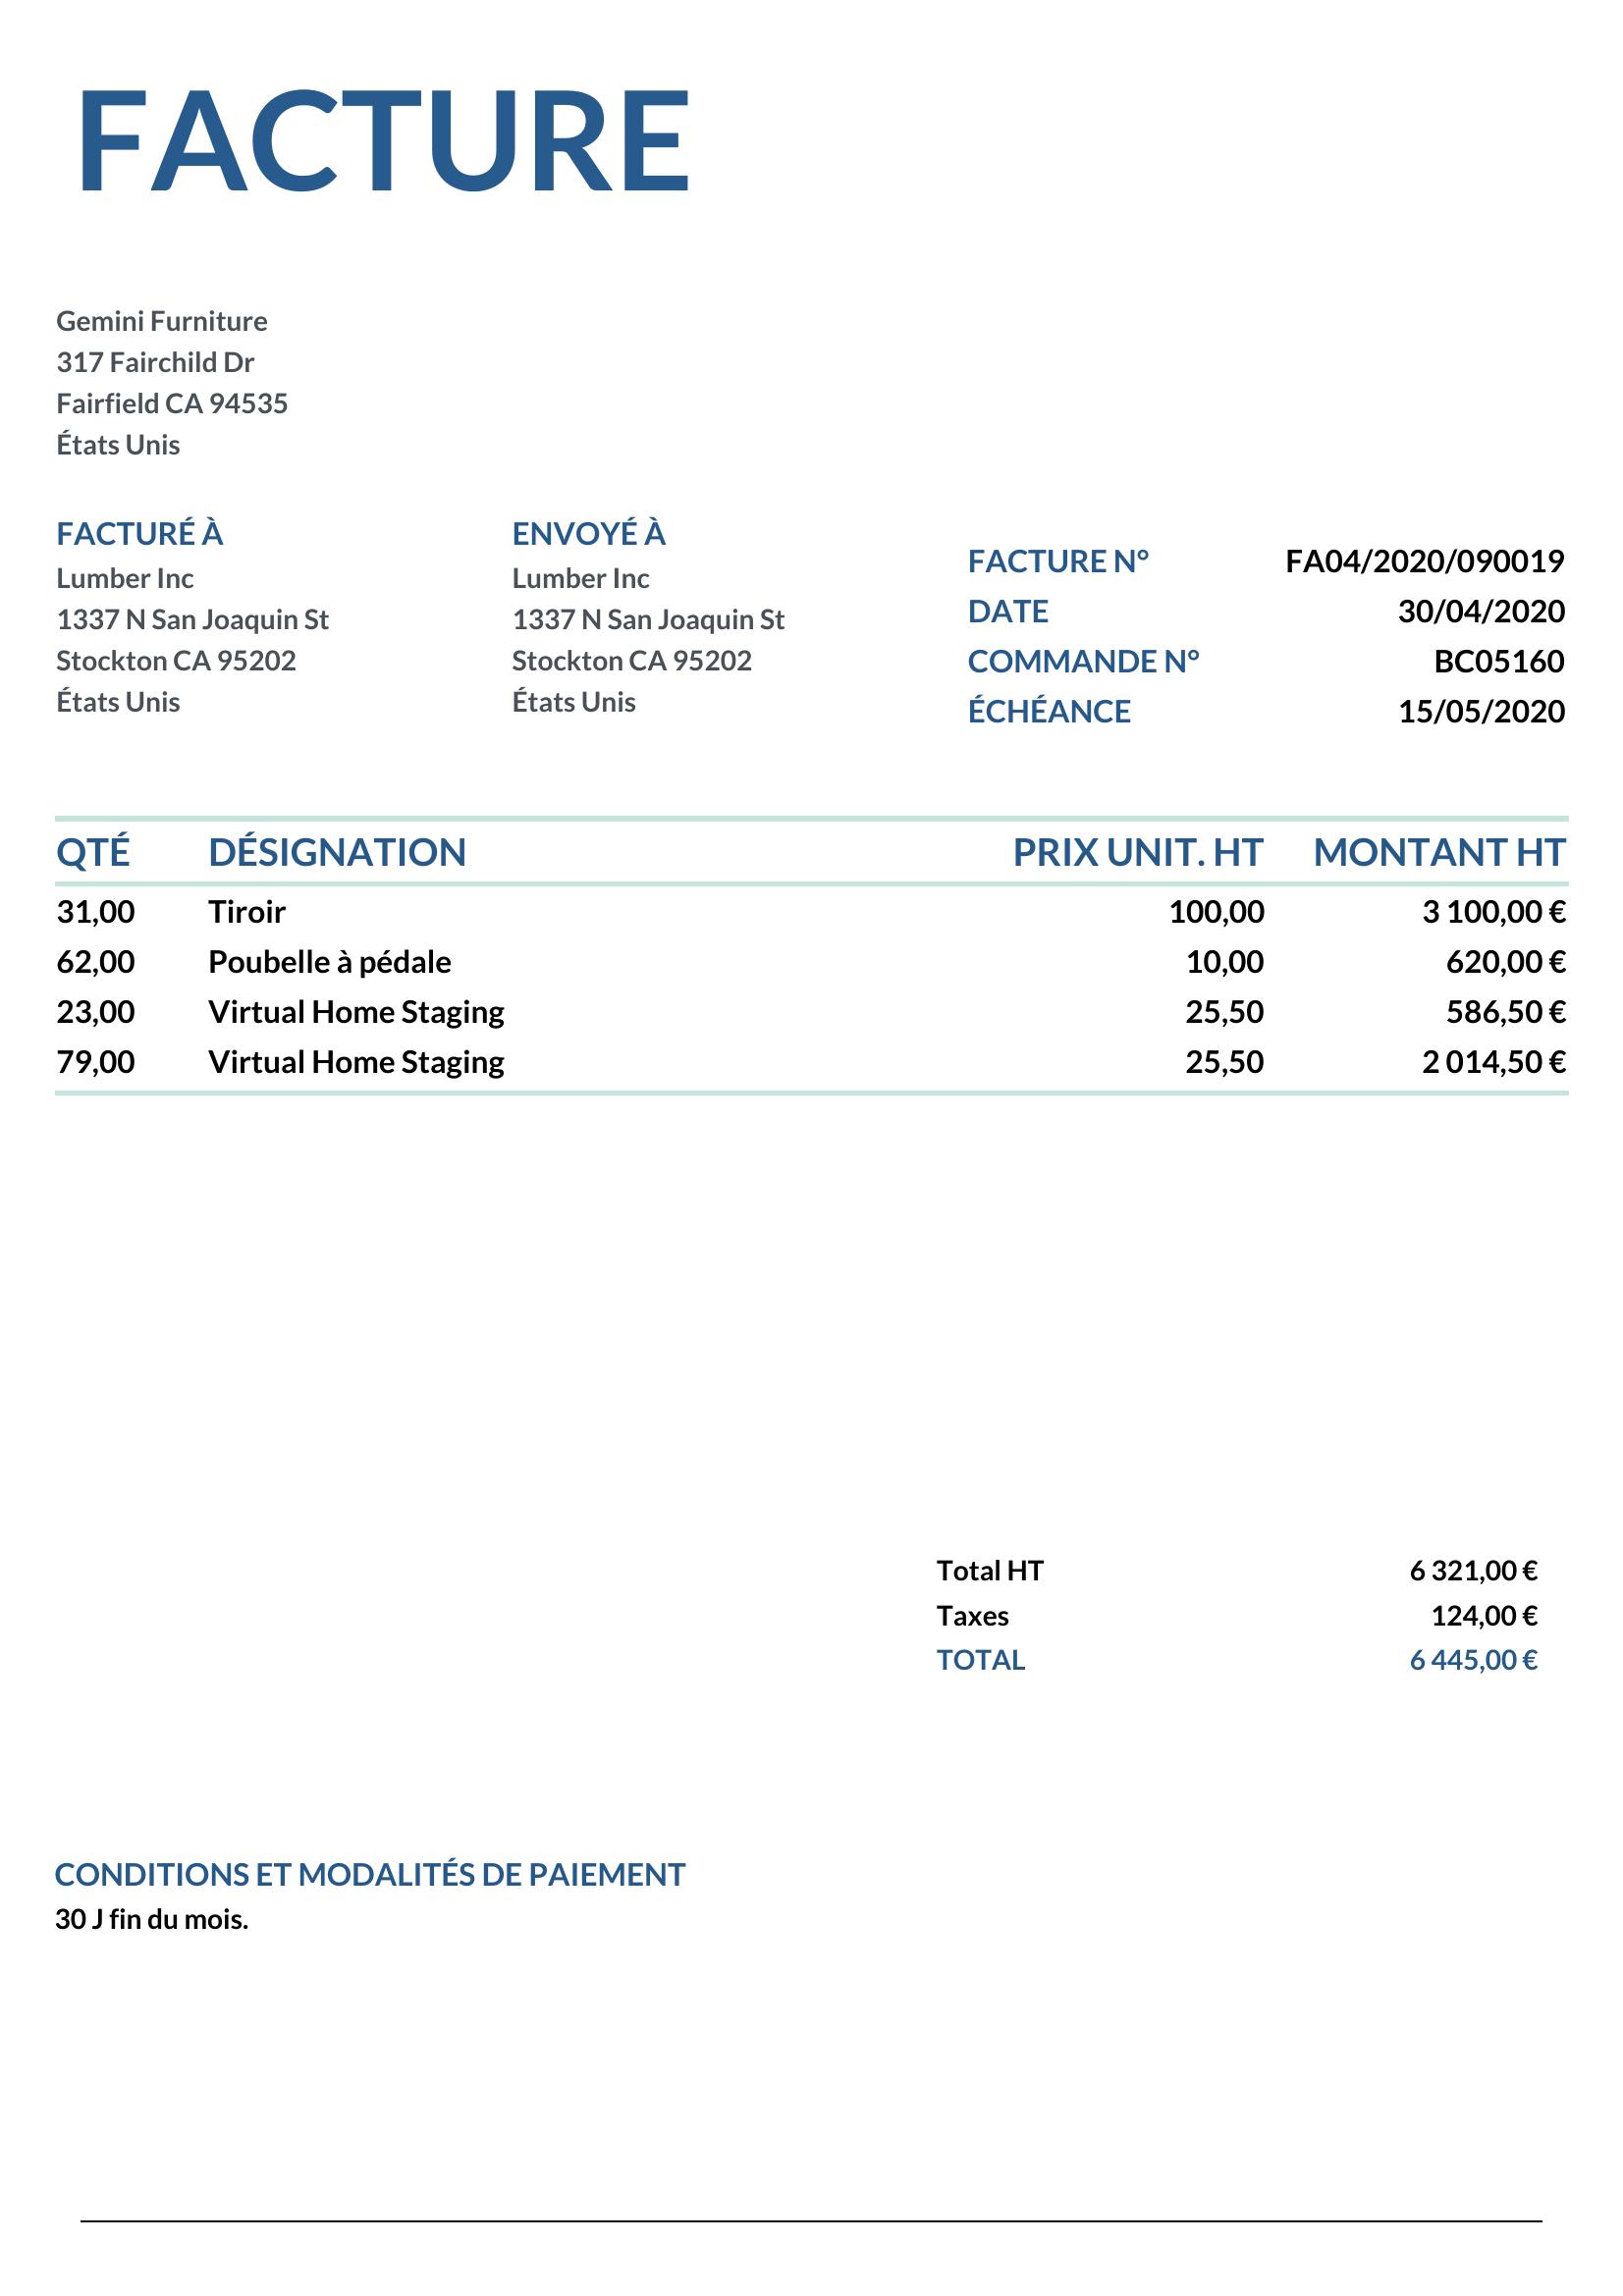 FACTURE
Gemini Furniture
317 Fairchild Dr
Fairfield CA 94535
États Unis
FACTURÉ À
Lumber Inc
1337 N San Joaquin St
Stockton CA 95202
États Unis
ENVOYÉ À
Lumber Inc
1337 N San Joaquin St
Stockton CA 95202
États Unis
FACTURE N° FA04/2020/090019
DATE 30/04/2020
COMMANDE N° BC05160
ÉCHÉANCE 15/05/2020
QTÉ DÉSIGNATION PRIX UNIT. HT MONTANT HT
31,00 Tiroir 100,00 3 100,00 €
62,00 Poubelle à pédale 10,00 620,00 €
23,00 Virtual Home Staging 25,50 586,50 €
79,00 Virtual Home Staging 25,50 2 014,50 €
Total HT 6 321,00 €
Taxes 124,00 €
TOTAL 6 445,00 €
CONDITIONS ET MODALITÉS DE PAIEMENT
30 J fin du mois.